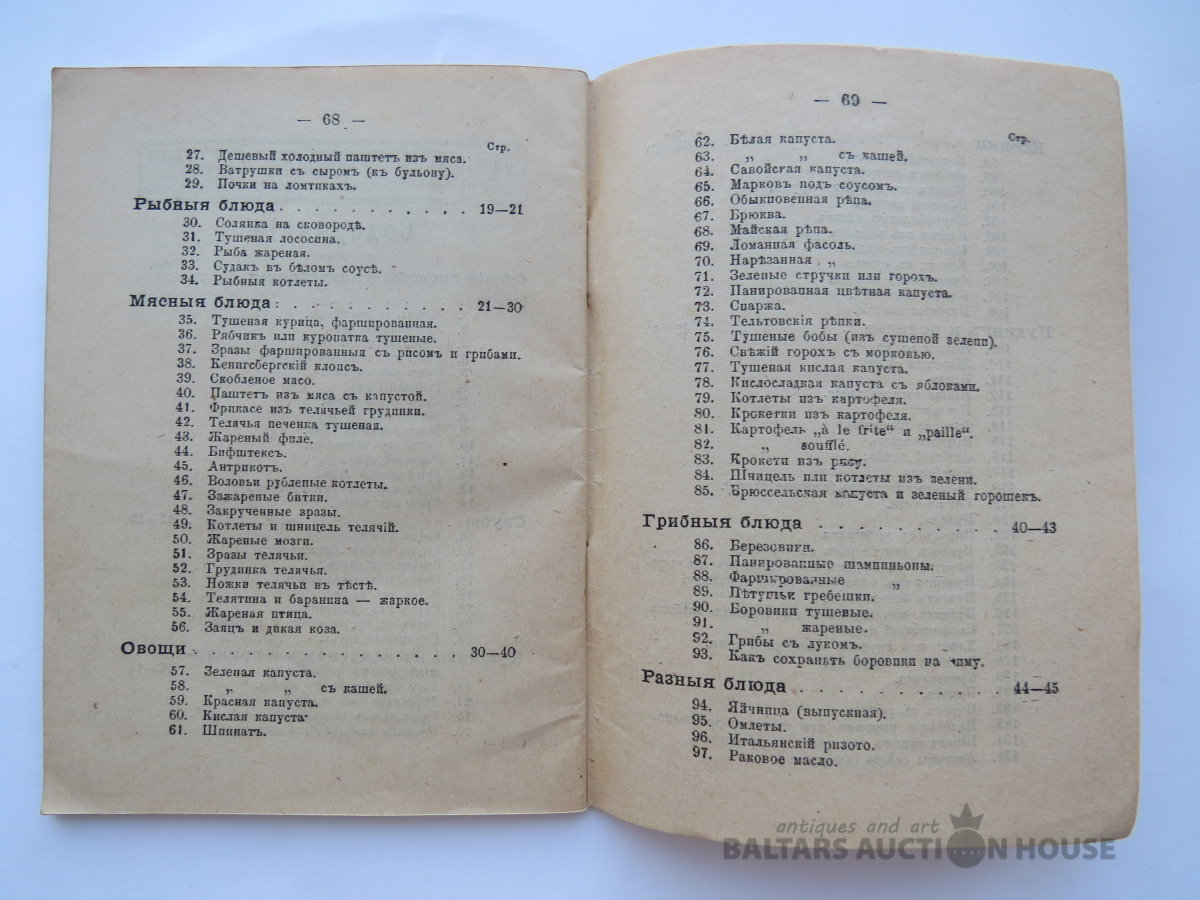 — 68 —
Стр.
27. Дешевый холодный паштетъ изъ мяса.
28. Ватрушки съ сыромъ (къ бульону).
29. Почки на ломтикахъ.
Рыбныя блюда . . . . . . . . . . . 19—21
30. Солянка на сковородѣ.
31. Тушеная лососина.
32. Рыба жареная.
33. Судакъ въ бѣломъ соусѣ.
34. Рыбныя котлеты.
Мясныя блюда . . . . . . . . . . . 21—30
35. Тушеная курица, фаршированная.
36. Рябчик или куропатка тушеные.
37. Зразы фаршированныя съ рисомъ и грибами.
38. Кенигсбергскій клопсъ.
39. Скобленое мясо.
40. Паштетъ изъ мяса съ капустой.
41. Фрикасе изъ телячьей грудинки.
42. Телячья печенка тушеная.
43. Жареный филе.
44. Бифштексъ.
45. Антрикотъ.
46. Воловьи рубленые котлеты.
47. Зажареные битки.
48. Закрученные зразы.
49. Котлеты и шницель телячій.
50. Жареные мозги.
51. Зразы телячьи.
52. Грудинка телячья.
53. Ножки телячьи въ тѣстѣ.
54. Телятина и баранина — жаркое.
55. Жареная птица.
56. Заяцъ и дикая коза.
Овощи . . . . . . . . . . . . . . . 30—40
57. Зеленая капуста.
58. „ „ съ кашей.
59. Красная капуста.
60. Кислая капуста
61. Шпинатъ.
— 69 —
Стр.
62. Бѣлая капуста.
63. „ „ съ кашей.
64. Савойская капуста.
65. Марковъ подъ соусомъ.
66. Обыкновенная рѣпа.
67. Брюква.
68. Майская рѣпа.
69. Ломанная фасоль.
70. Нарѣзанная „
71. Зеленые стручки или горохъ.
72. Панированная цвѣтная капуста.
73. Спаржа.
74. Тельтовскія рѣпки.
75. Тушеные бобы (изъ сушеной зелени).
76. Свѣжій горохъ съ морковью.
77. Тушеная кислая капуста.
78. Кислосладкая капуста съ яблоками.
79. Котлеты изъ картофеля.
80. Крокетки изъ картофеля.
81. Картофель „à le frite“ и „paille“.
82. „ soufflé.
83. Крокети изъ рису.
84. Шницель или котлеты изъ зелени.
85. Брюссельская капуста и зеленый горошекъ.
Грибныя блюда . . . . . . . . . . 40—43
86. Березовики.
87. Панированные шампиньоны.
88. Фаршированные „
89. Пѣтушьи гребешки.
90. Боровики тушевые.
91. „ жареные.
92. Грибы съ лукомъ.
93. Какъ сохранять боровики на зиму.
Разныя блюда . . . . . . . . . . . 44—45
94. Яйчница (выпускная).
95. Омлеты.
96. Итальянскій ризото.
97. Раковое масло.
antiques and art
BALTARS AUCTION HOUSE